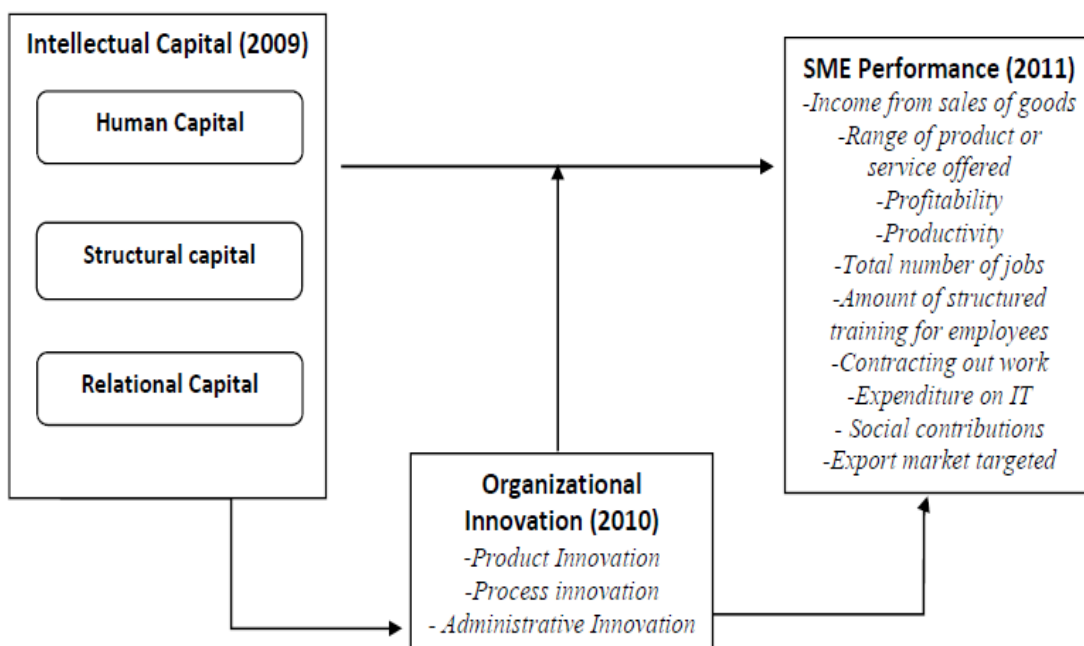 Intellectual Capital (2009)
Human Capital
Structural capital
Relational Capital
SME Performance (2011)
-Income from sales of goods
-Range of product or
service offered
-Profitability
-Productivity
-Total number of jobs
-Amount of structured
training for employees
-Contracting out work
-Expenditure on IT
- Social contributions
-Export market targeted
Organizational
Innovation (2010)
-Product Innovation
-Process innovation
- Administrative Innovation